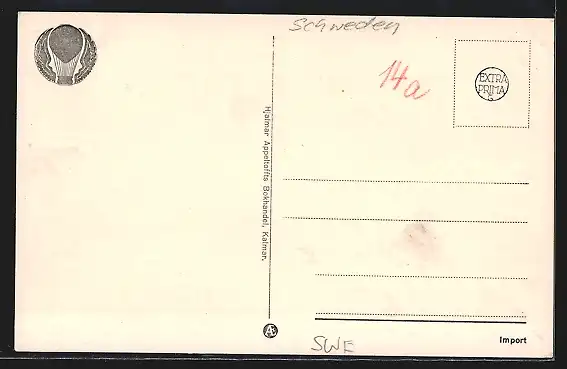 Schweden
14a
EXTRA
PRIMA
Hjalmar Appeltoffts Bokhandel, Kalmar.
Import
SWE